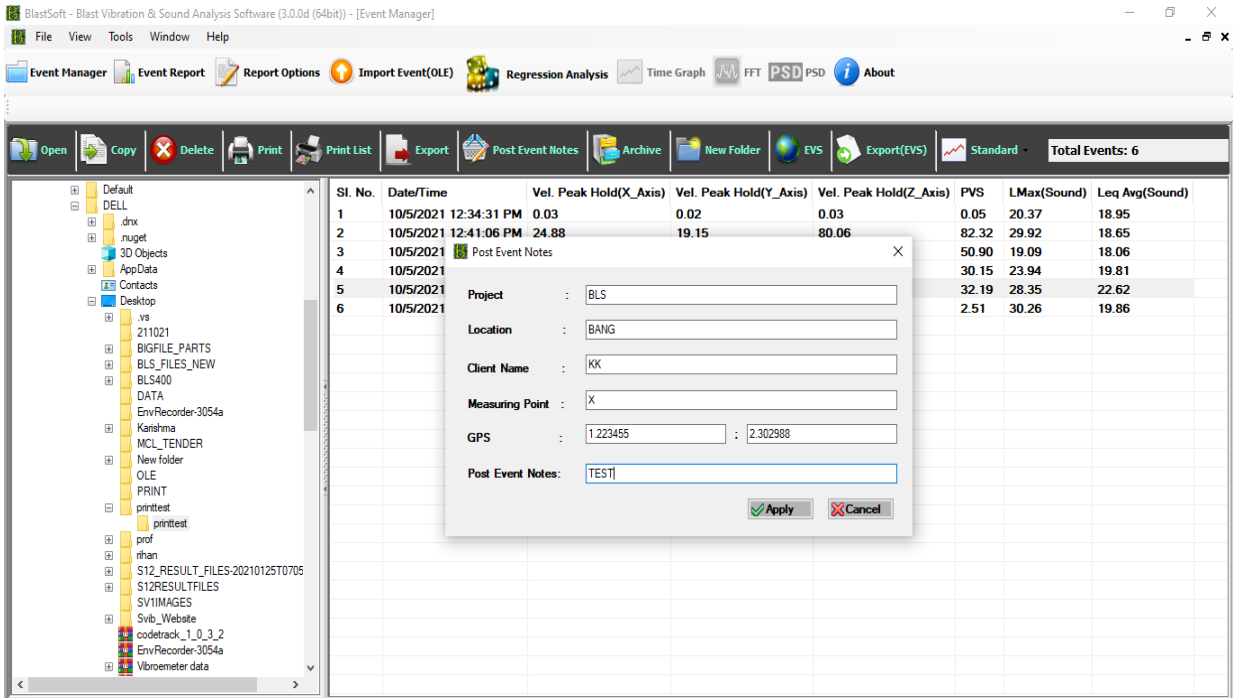 BlastSoft - Blast Vibration & Sound Analysis Software (3.0.0d (64bit)) - [Event Manager]
File View Tools Window Help
Event Manager Event Report Report Options Import Event(OLE) Regression Analysis Time Graph FFT PSD PSD About
Open Copy Delete Print Print List Export Post Event Notes Archive New Folder EVS Export(EVS) Standard Total Events: 6
Default
DELL
.dnx
.nuget
3D Objects
AppData
Contacts
Desktop
.vs
211021
BIGFILE_PARTS
BLS_FILES_NEW
BLS400
DATA
EnvRecorder-3054a
Karishma
MCL_TENDER
New folder
OLE
PRINT
printtest
printtest
prof
rihan
S12_RESULT_FILES-20210125T0705
S12RESULTFILES
SV1IMAGES
Svib_Website
codetrack_1_0_3_2
EnvRecorder-3054a
Vibroemeter data
Sl. No. Date/Time Vel. Peak Hold(X_Axis) Vel. Peak Hold(Y_Axis) Vel. Peak Hold(Z_Axis) PVS LMax(Sound) Leq Avg(Sound)
1 10/5/2021 12:34:31 PM 0.03 0.02 0.03 0.05 20.37 18.95
2 10/5/2021 12:41:06 PM 24.88 19.15 80.06 82.32 29.92 18.65
3 10/5/2021 50.90 19.09 18.06
4 10/5/2021 30.15 23.94 19.81
5 10/5/2021 32.19 28.35 22.62
6 10/5/2021 2.51 30.26 19.86
Post Event Notes
Project : BLS
Location : BANG
Client Name : KK
Measuring Point : X
GPS : 1.223455 : 2.302988
Post Event Notes: TEST
Apply Cancel